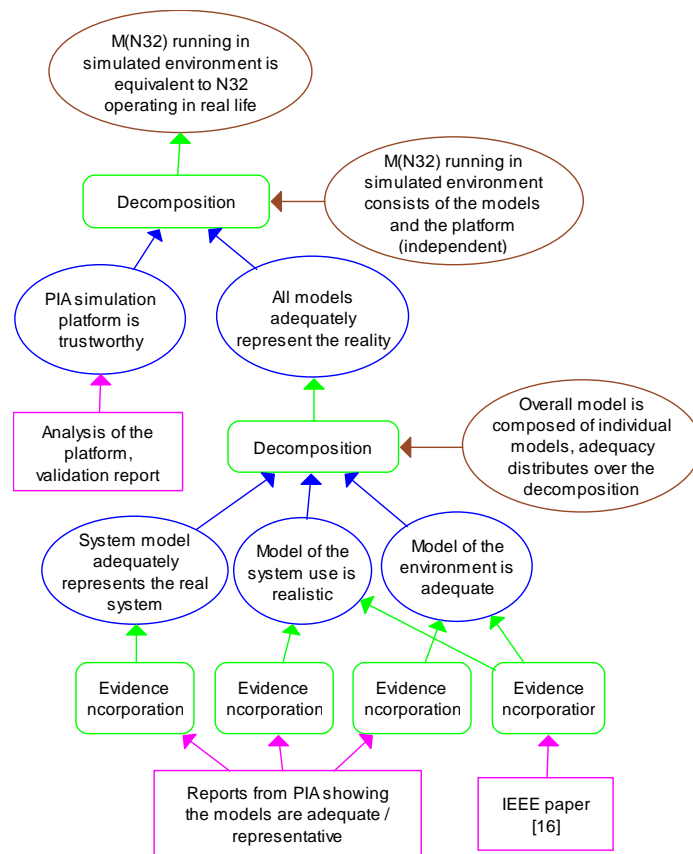 M(N32) running in
simulated environment is
equivalent to N32
operating in real life
M(N32) running in
simulated environment
consists of the models
and the platform
(independent)
Decomposition
PIA simulation
platform is
trustworthy
All models
adequately
represent the reality
Analysis of the
platform,
validation report
Decomposition
Overall model is
composed of individual
models, adequacy
distributes over the
decomposition
System model
adequately
represents the real
system
Model of the
system use is
realistic
Model of the
environment is
adequate
Evidence
ncorporation
Evidence
ncorporation
Evidence
ncorporation
Evidence
ncorporation
Reports from PIA showing
the models are adequate /
representative
IEEE paper
[16]